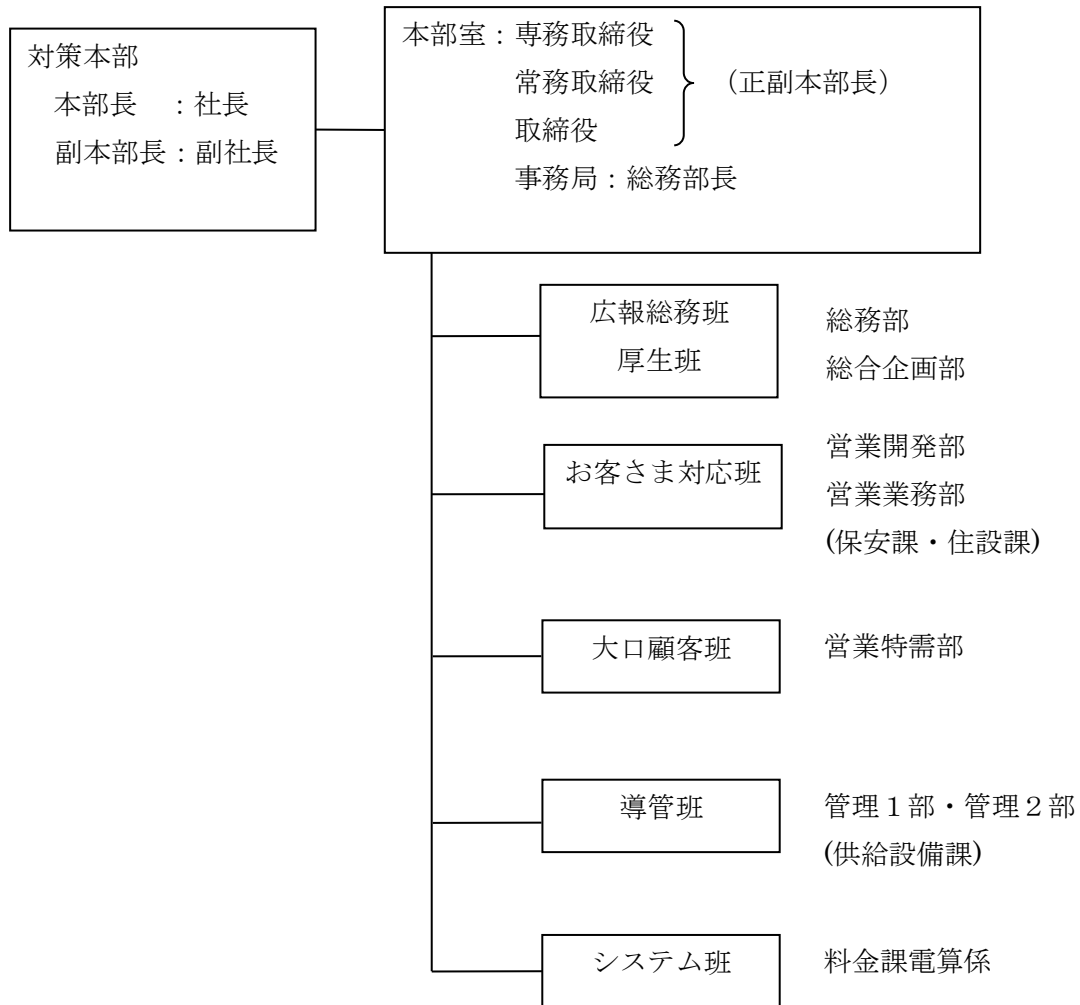 対策本部
本部長　：社長
副本部長：副社長
本部室：専務取締役
常務取締役
取締役
（正副本部長）
事務局：総務部長
広報総務班
厚生班
総務部
総合企画部
お客さま対応班
営業開発部
営業業務部
(保安課・住設課)
大口顧客班
営業特需部
導管班
管理１部・管理２部
(供給設備課)
システム班
料金課電算係